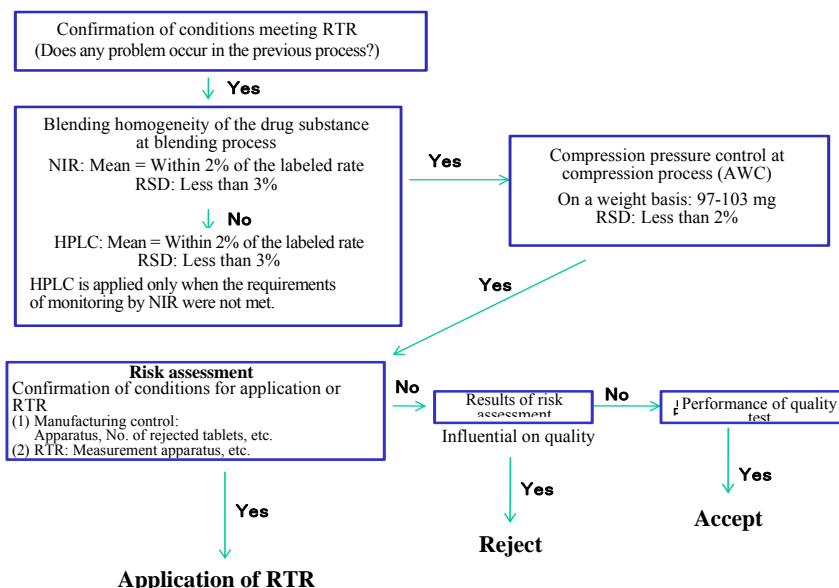 Confirmation of conditions meeting RTR
(Does any problem occur in the previous process?)
Yes
Blending homogeneity of the drug substance
at blending process
NIR: Mean = Within 2% of the labeled rate
RSD: Less than 3%
No
HPLC: Mean = Within 2% of the labeled rate
RSD: Less than 3%
HPLC is applied only when the requirements
of monitoring by NIR were not met.
Yes
Compression pressure control at
compression process (AWC)
On a weight basis: 97-103 mg
RSD: Less than 2%
Yes
Risk assessment
Confirmation of conditions for application or
RTR
(1) Manufacturing control:
Apparatus, No. of rejected tablets, etc.
(2) RTR: Measurement apparatus, etc.
No
Results of risk
assessment
Influential on quality
No
Performance of quality
test
Yes
Application of RTR
Yes
Reject
Yes
Accept